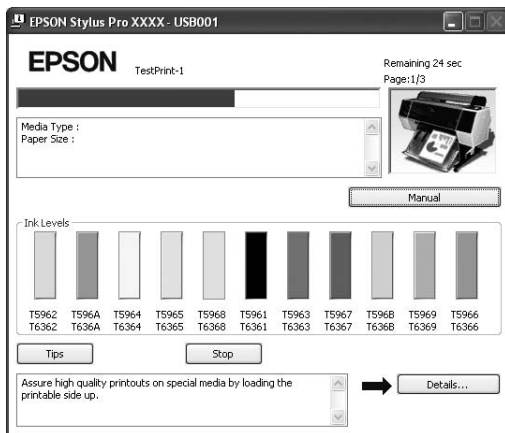 EPSON Stylus Pro XXXX - USB001
EPSON
TestPrint-1
Remaining 24 sec
Page:1/3
Media Type :
Paper Size :
Manual
Ink Levels
T5962 T596A T5964 T5965 T5968 T5961 T5963 T5967 T596B T5969 T5966
T6362 T636A T6364 T6365 T6368 T6361 T6363 T6367 T636B T6369 T6366
Tips
Stop
Assure high quality printouts on special media by loading the
printable side up.
Details...